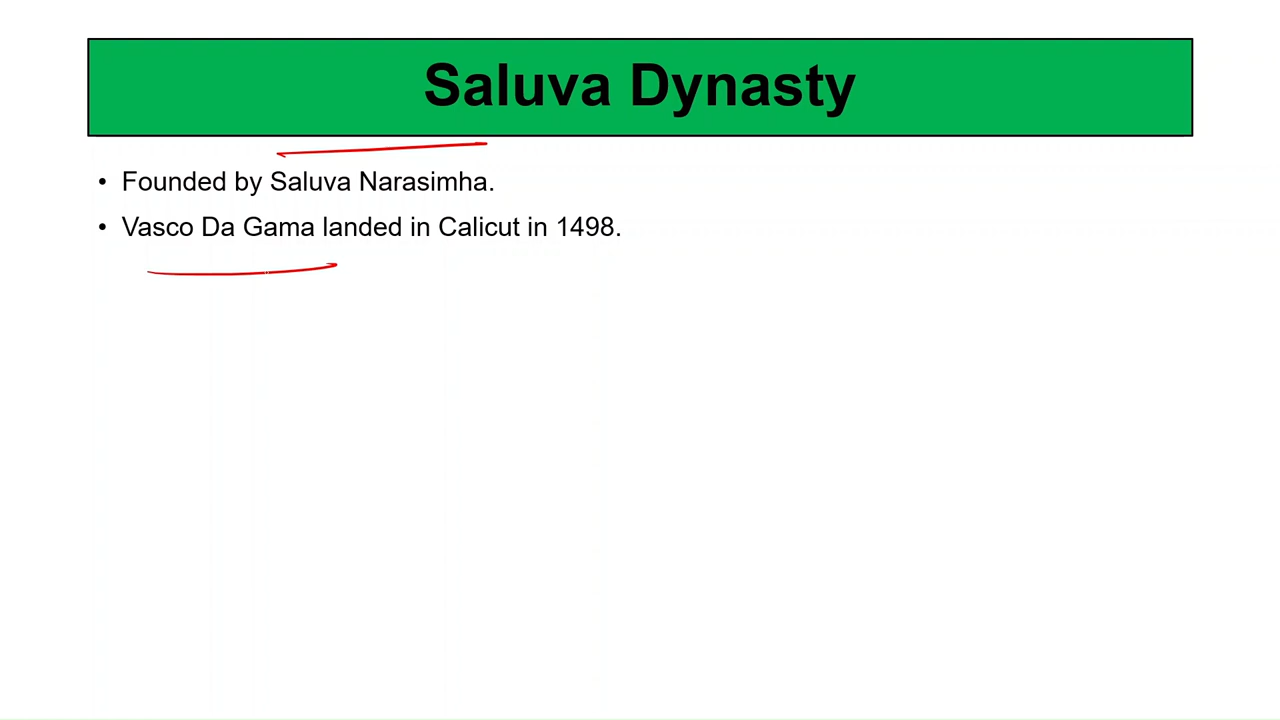 Saluva Dynasty
• Founded by Saluva Narasimha.
• Vasco Da Gama landed in Calicut in 1498.